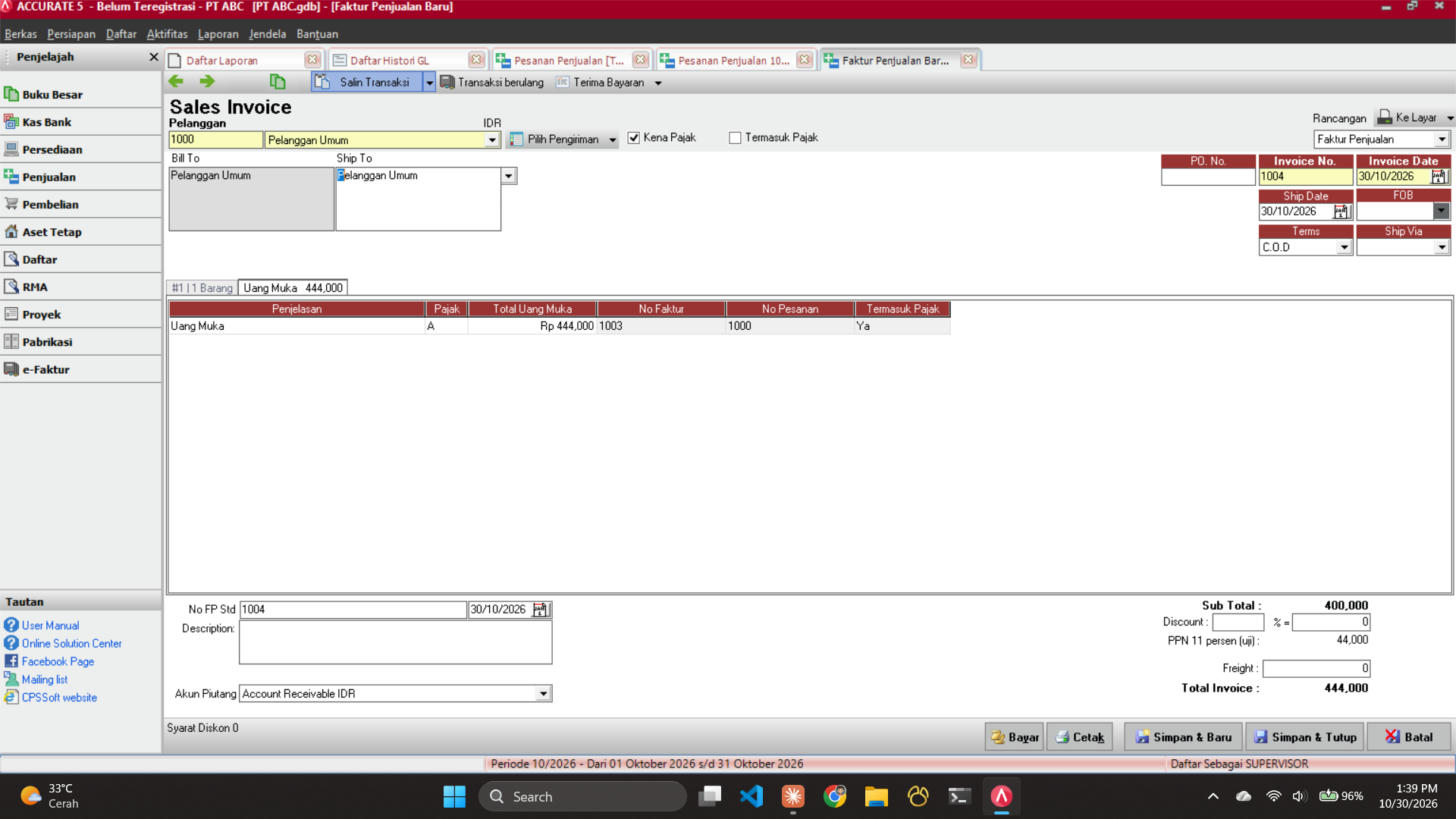 ACCURATE 5 - Belum Teregistrasi - PT ABC [PT ABC.gdb] - [Faktur Penjualan Baru]
Berkas Persiapan Daftar Aktifitas Laporan Jendela Bantuan
Penjelajah
Daftar Laporan Daftar Histori GL Pesanan Penjualan [T... Pesanan Penjualan 10... Faktur Penjualan Bar...
Salin Transaksi Transaksi berulang Terima Bayaran
Buku Besar
Kas Bank
Persediaan
Penjualan
Pembelian
Aset Tetap
Daftar
RMA
Proyek
Pabrikasi
e-Faktur
Tautan
User Manual
Online Solution Center
Facebook Page
Mailing list
CPSSoft website
Sales Invoice
Pelanggan IDR
1000 Pelanggan Umum Pilih Pengiriman Kena Pajak Termasuk Pajak
Rancangan Ke Layar
Faktur Penjualan
Bill To Ship To
Pelanggan Umum Pelanggan Umum
PO. No. Invoice No. Invoice Date
1004 30/10/2026
Ship Date FOB
30/10/2026
Terms Ship Via
C.O.D
#1 | 1 Barang Uang Muka 444,000
Penjelasan Pajak Total Uang Muka No Faktur No Pesanan Termasuk Pajak
Uang Muka A Rp 444,000 1003 1000 Ya
No FP Std 1004 30/10/2026
Description:
Akun Piutang Account Receivable IDR
Sub Total : 400,000
Discount : % = 0
PPN 11 persen (uji) : 44,000
Freight : 0
Total Invoice : 444,000
Syarat Diskon 0
Bayar Cetak Simpan & Baru Simpan & Tutup Batal
Periode 10/2026 - Dari 01 Oktober 2026 s/d 31 Oktober 2026 Daftar Sebagai SUPERVISOR
33°C
Cerah
Search
96%
1:39 PM
10/30/2026